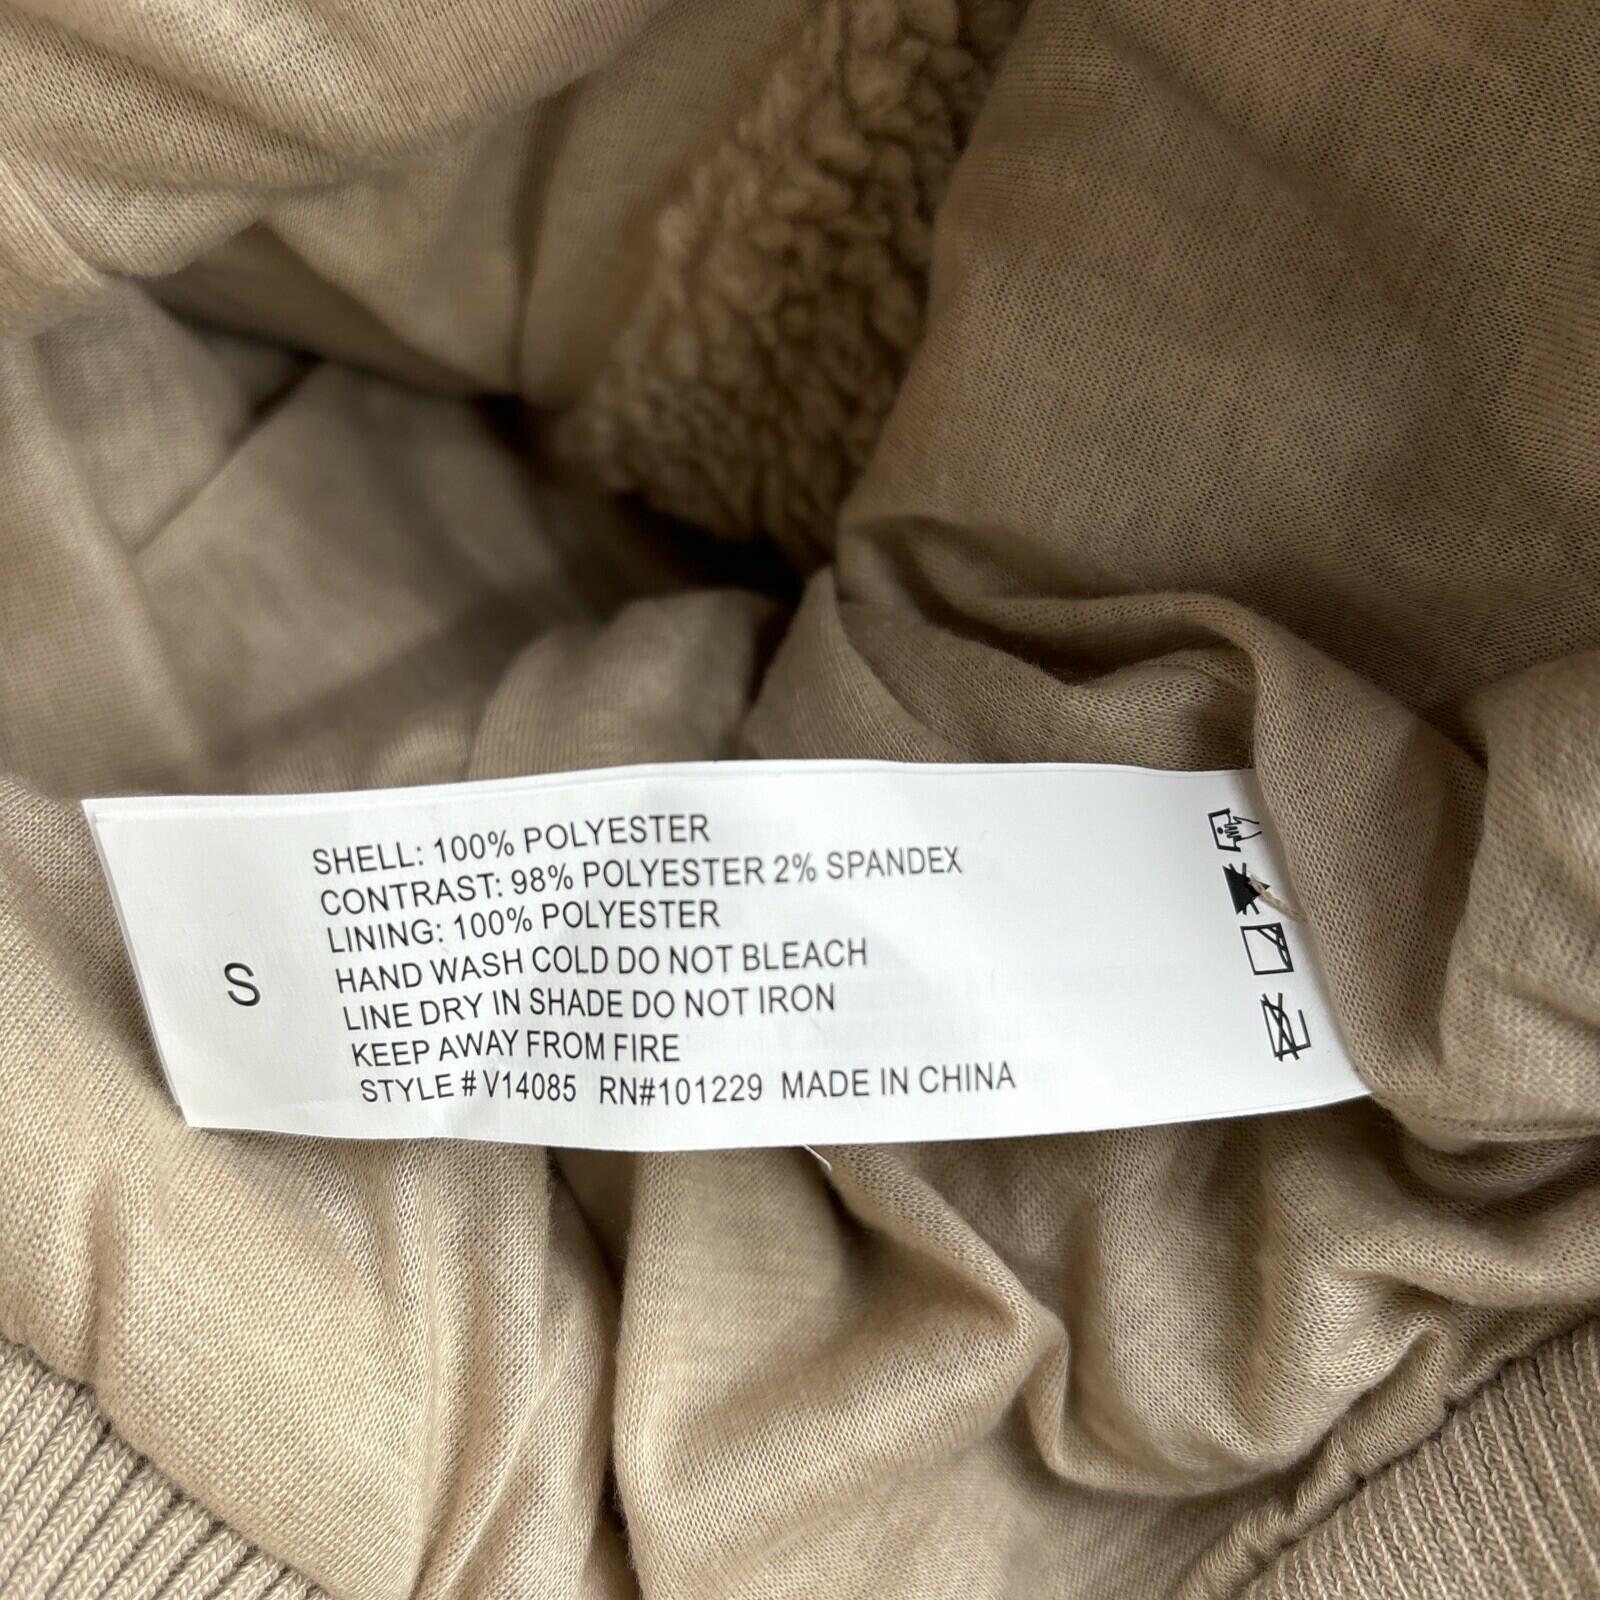 SHELL: 100% POLYESTER
CONTRAST: 98% POLYESTER 2% SPANDEX
LINING: 100% POLYESTER
HAND WASH COLD DO NOT BLEACH
S
LINE DRY IN SHADE DO NOT IRON
KEEP AWAY FROM FIRE
STYLE # V14085 RN#101229 MADE IN CHINA